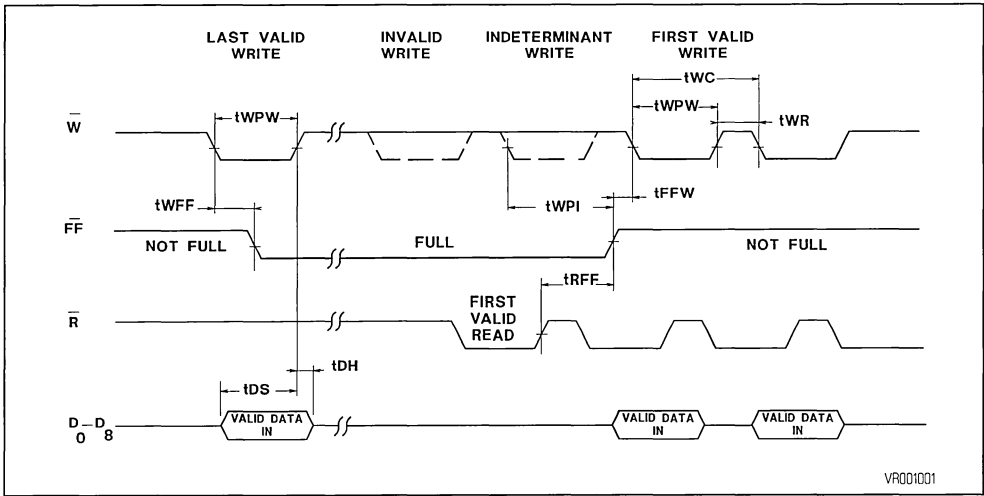 LAST VALID WRITE
INVALID WRITE
INDETERMINANT WRITE
FIRST VALID WRITE
tWC
tWPW
tWPW
tWR
W̅
tWFF
tWPI
tFFW
F̅F̅
NOT FULL
FULL
NOT FULL
tRFF
R̅
FIRST VALID READ
tDH
tDS
D0–D8
VALID DATA IN
VALID DATA IN
VALID DATA IN
VR001001